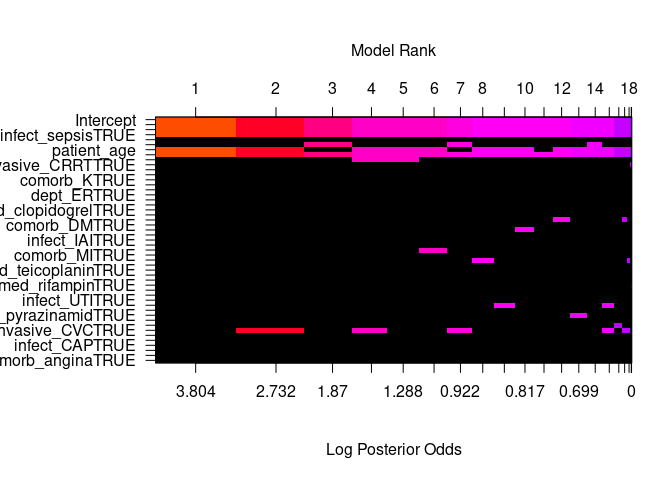 Model Rank
1 2 3 4 5 6 7 8 10 12 14 18
Intercept
infect_sepsisTRUE
patient_age
vasive_CRRTTRUE
comorb_KTRUE
dept_ERTRUE
d_clopidogrelTRUE
comorb_DMTRUE
infect_IAITRUE
comorb_MITRUE
d_teicoplaninTRUE
med_rifampinTRUE
infect_UTITRUE
_pyrazinamidTRUE
nvasive_CVCTRUE
infect_CAPTRUE
morb_anginaTRUE
3.804 2.732 1.87 1.288 0.922 0.817 0.699 0
Log Posterior Odds